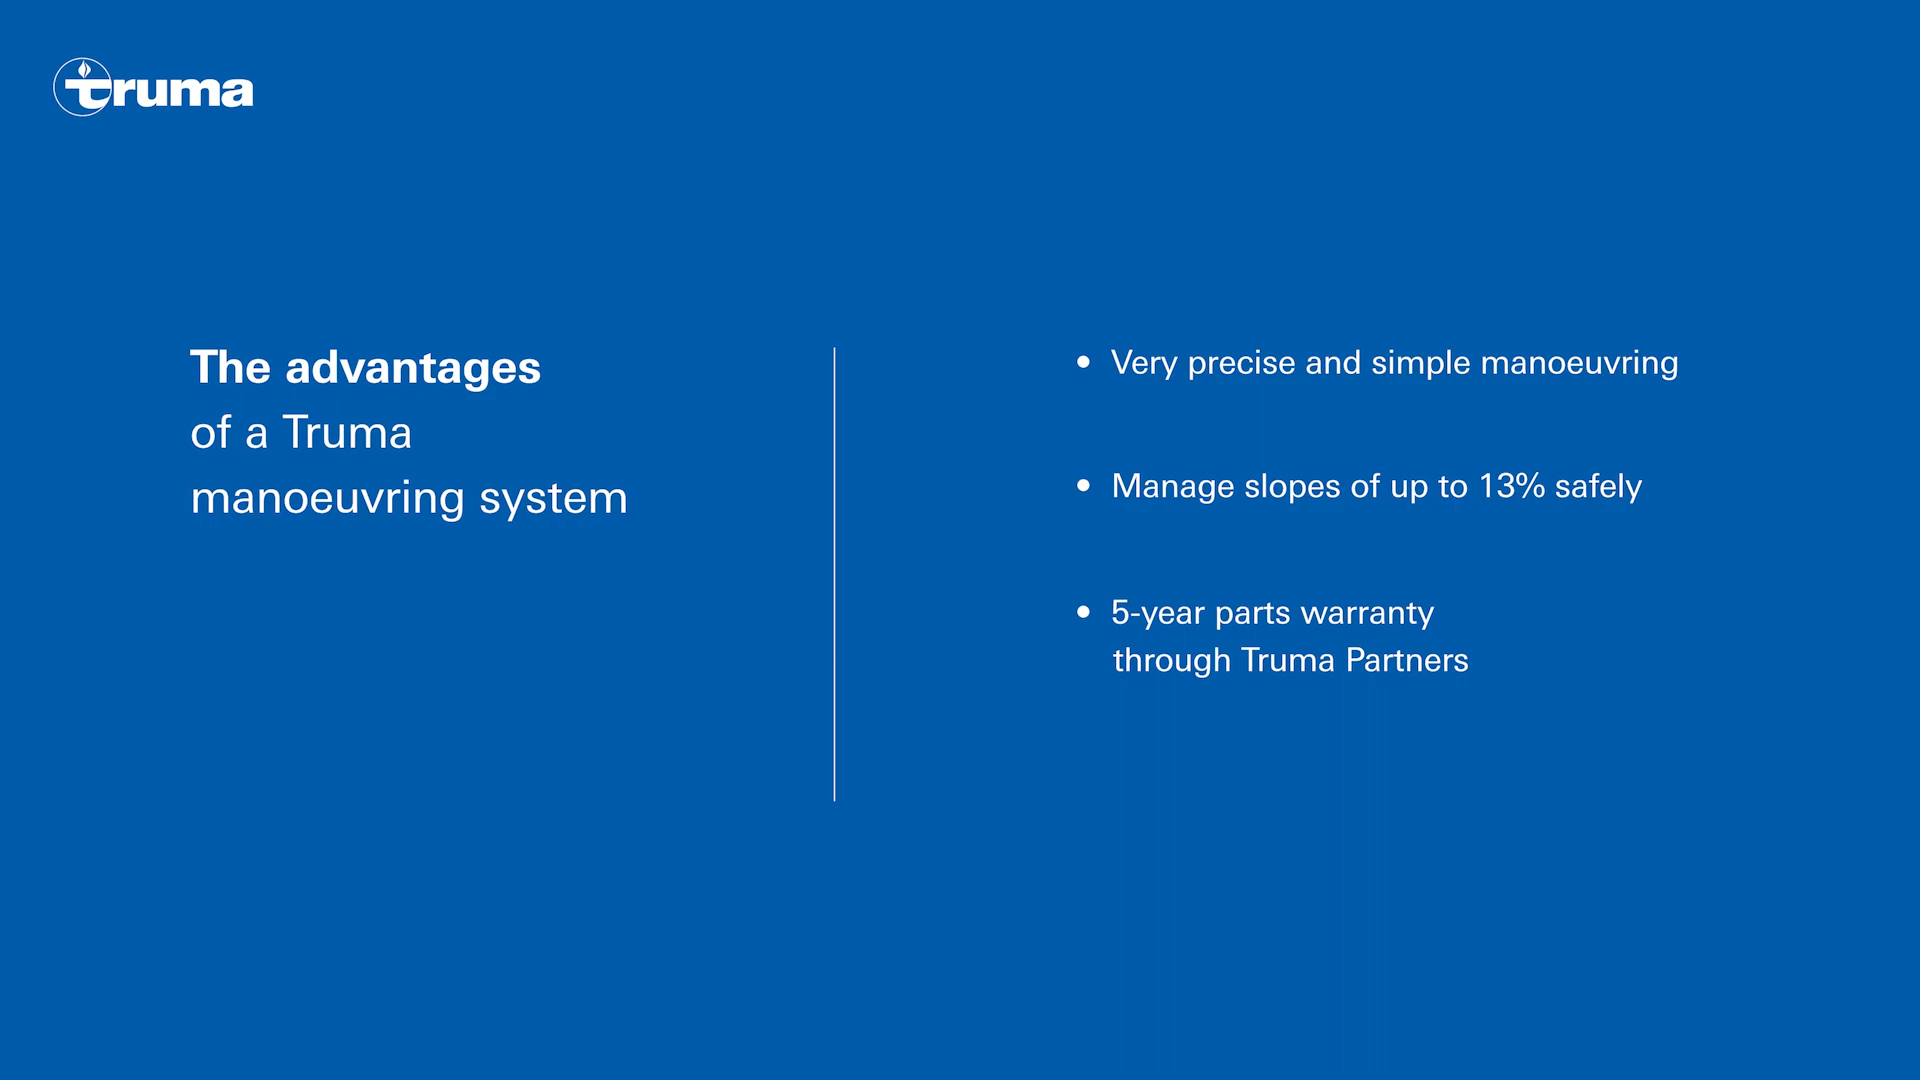 truma
The advantages
of a Truma
manoeuvring system
• Very precise and simple manoeuvring
• Manage slopes of up to 13% safely
• 5-year parts warranty
through Truma Partners